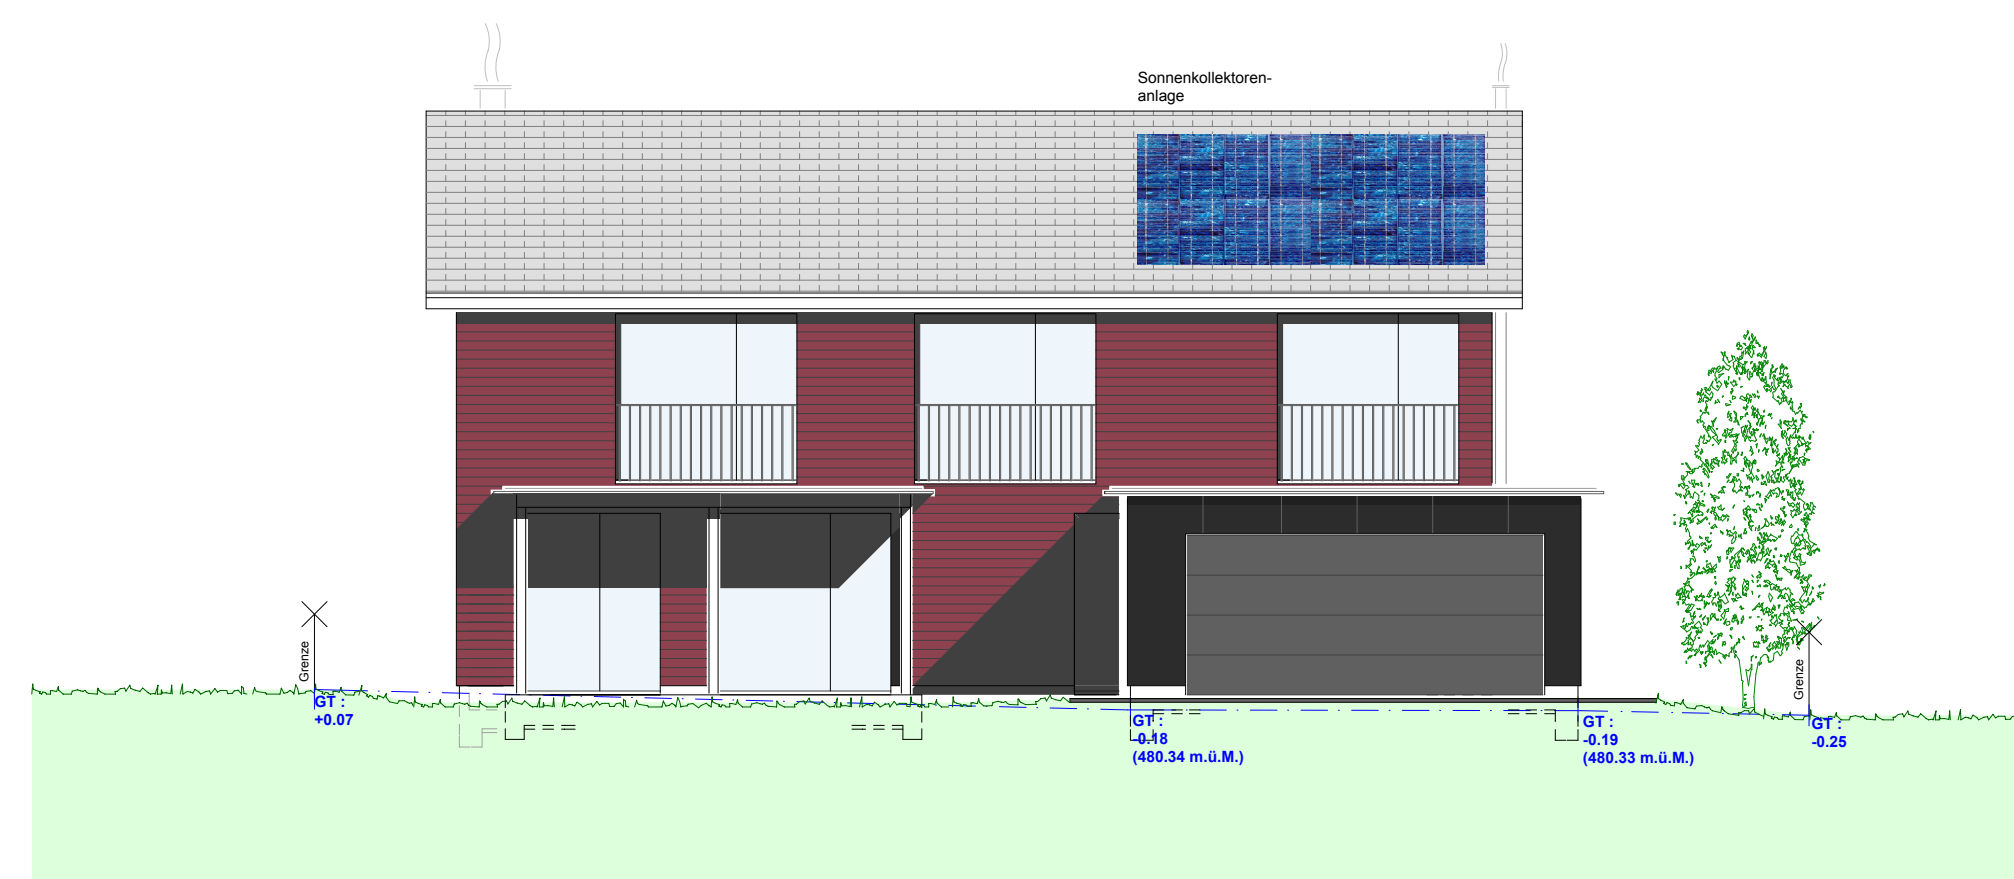 Sonnenkollektoren-
anlage
Grenze
GT :
+0.07
GT :
-0.18
(480.34 m.ü.M.)
GT :
-0.19
(480.33 m.ü.M.)
Grenze
GT :
-0.25